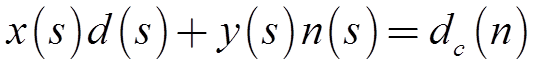 x(s)d(s) + y(s)n(s) = d_c(n)